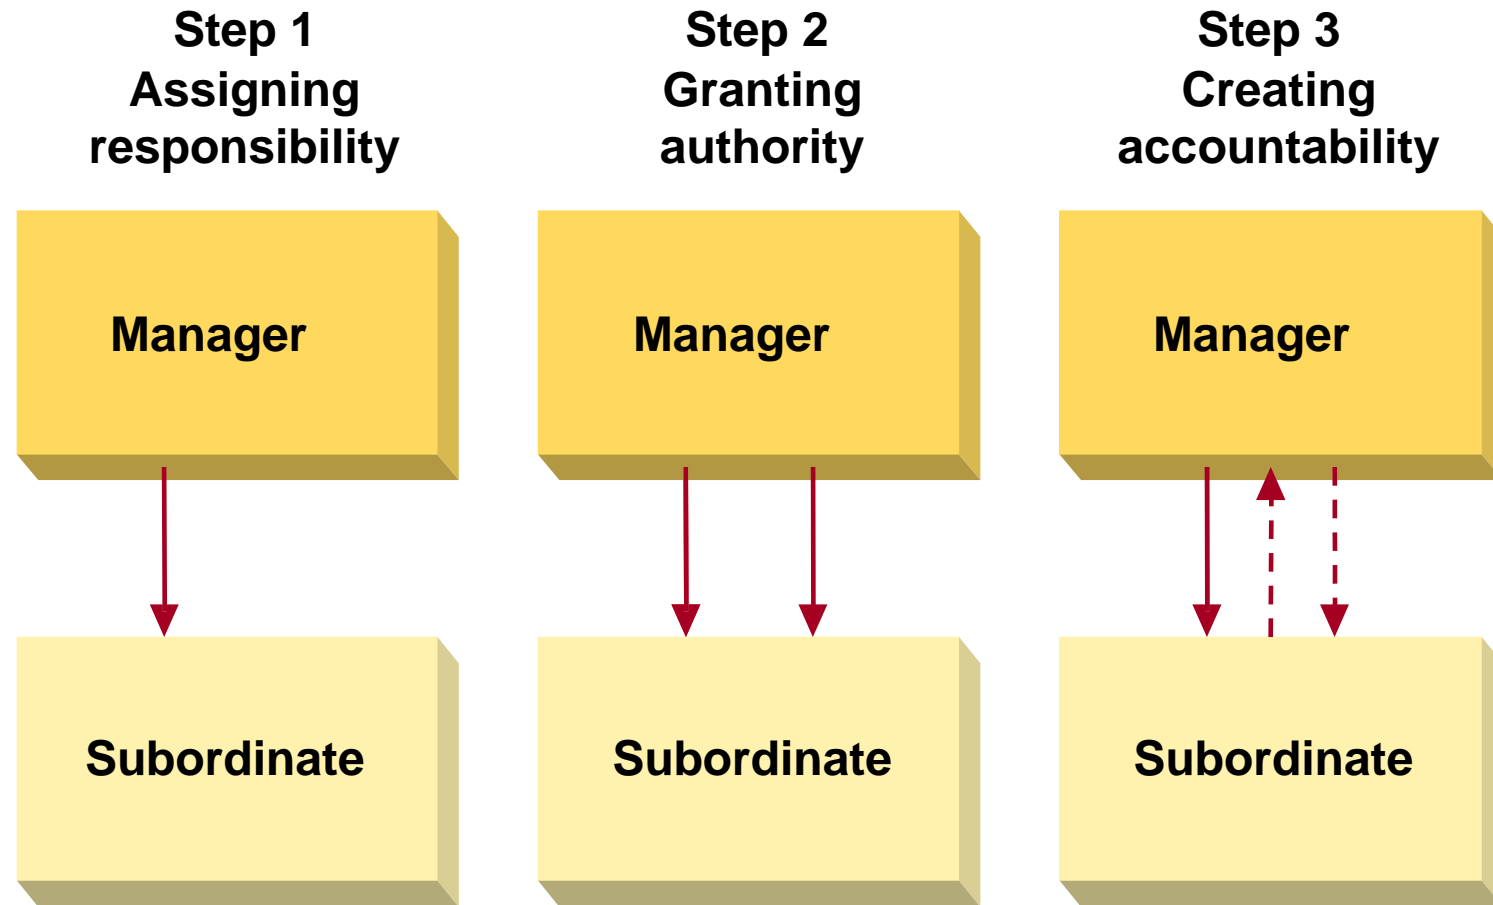 Step 1
Assigning
responsibility
Step 2
Granting
authority
Step 3
Creating
accountability
Manager
Manager
Manager
Subordinate
Subordinate
Subordinate